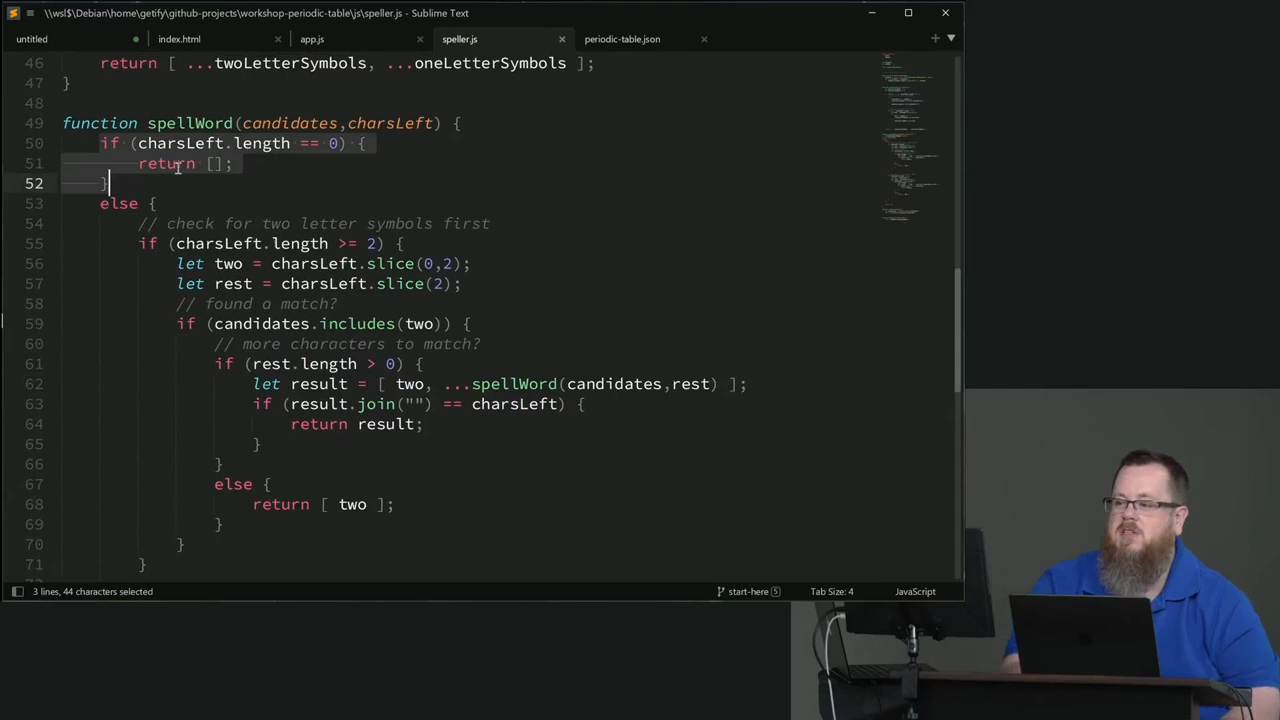 \\wsl$\Debian\home\getify\github-projects\workshop-periodic-table\js\speller.js - Sublime Text
untitled
index.html
app.js
speller.js
periodic-table.json
46 return [ ...twoLetterSymbols, ...oneLetterSymbols ];
47 }
48
49 function spellWord(candidates,charsLeft) {
50 if (charsLeft.length == 0)
51 return ;
52 }
53 else {
54 // check for two-letter symbols first
55 if (charsLeft.length >= 2) {
56 let two = charsLeft.slice(0,2);
57 let rest = charsLeft.slice(2);
58 // found a match?
59 if (candidates.includes(two)) {
60 // more characters to match?
61 if (rest.length > 0) {
62 let result = [ two, ...spellWord(candidates,rest) ];
63 if (result.join("") == charsLeft) {
64 return result;
65 }
66 }
67 else {
68 return [ two ];
69 }
70 }
71 }
3 lines, 44 characters selected
start-here 5
Tab Size: 4
JavaScript